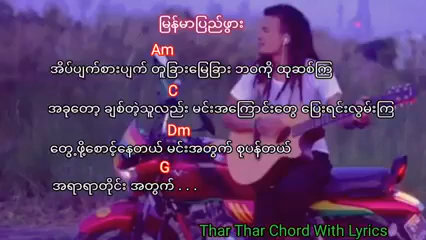 မြန်မာပြည်ဖွား
Am
အိပ်ပျက်စားပျက် တူခြားမြေခြား ဘဝကို ထုဆစ်ကြ
C
အခုတော့ ချစ်တဲ့သူလည်း မင်းအကြောင်းတွေ ပြေးရင်းလွမ်းကြ
Dm
တွေ့ဖို့စောင့်နေတယ် မင်းအတွက် စုပန်တယ်
G
အရာရာတိုင်း အတွက် . . .
Thar Thar Chord With Lyrics